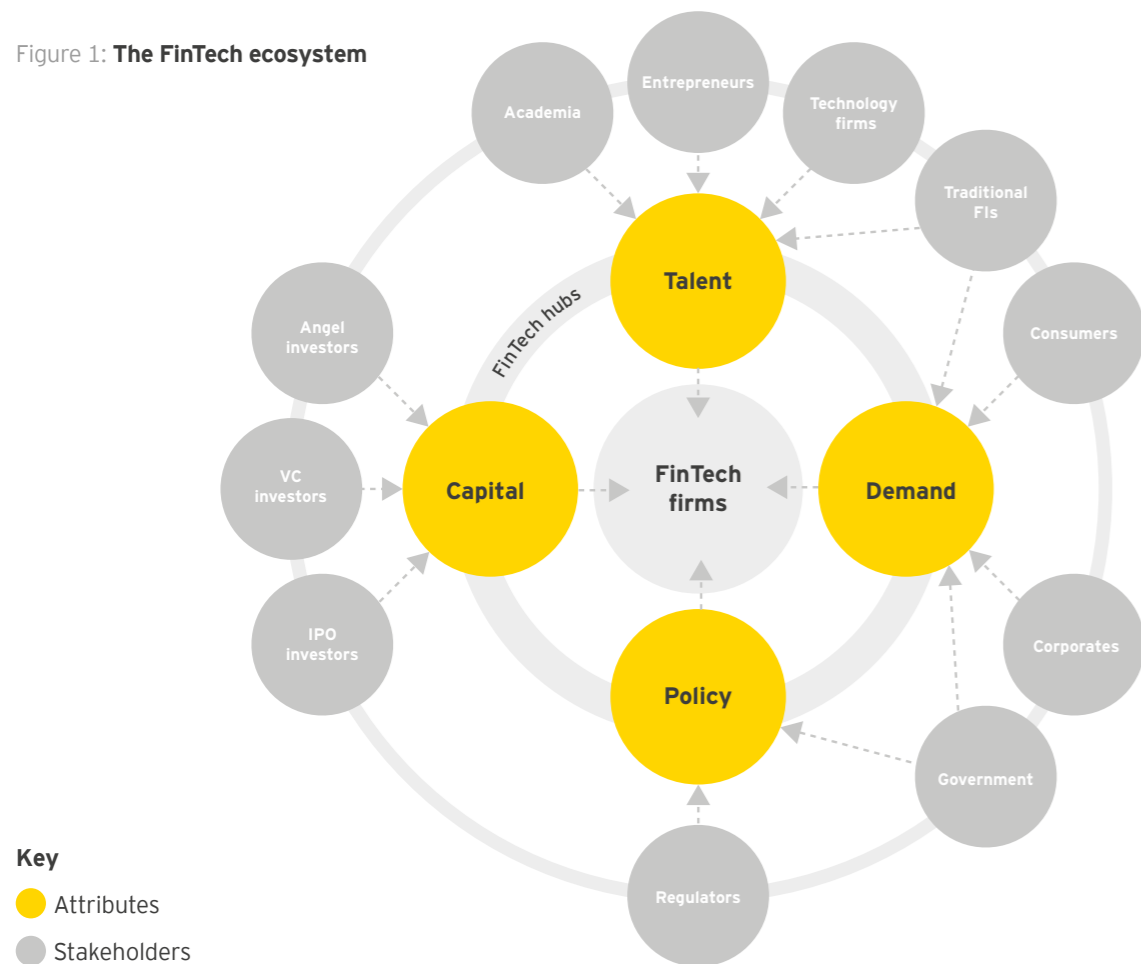 Figure 1: The FinTech ecosystem
Entrepreneurs
Academia
Technology
firms
Traditional
FIs
Talent
FinTech hubs
Angel
investors
Consumers
VC
investors
Capital
FinTech
firms
Demand
IPO
investors
Corporates
Policy
Government
Regulators
Key
Attributes
Stakeholders